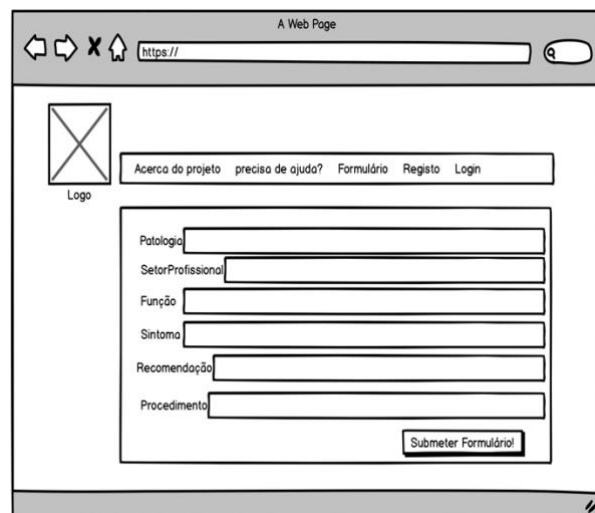 A Web Page
https://
Acerca do projeto precisa de ajuda? Formulário Registo Login
Logo
Patologia
SetorProfissional
Função
Sintoma
Recomendação
Procedimento
Submeter Formulário!